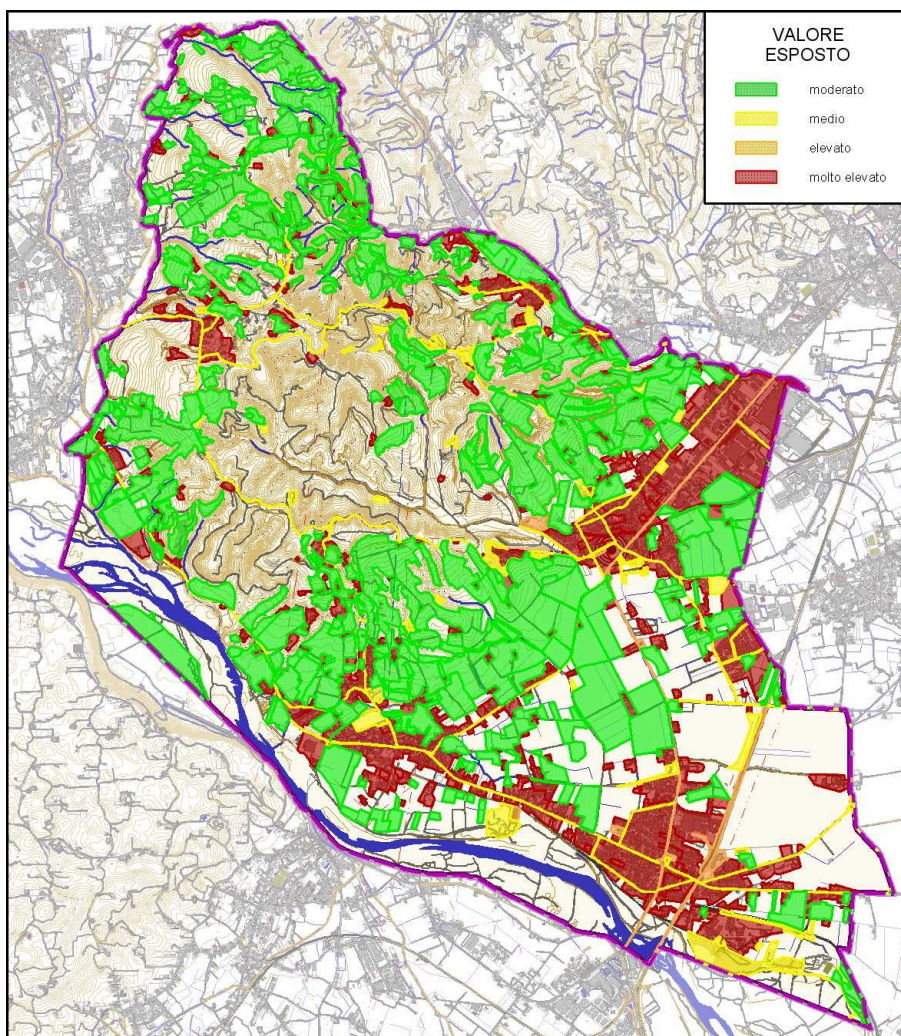 VALORE
ESPOSTO
moderato
medio
elevato
molto elevato